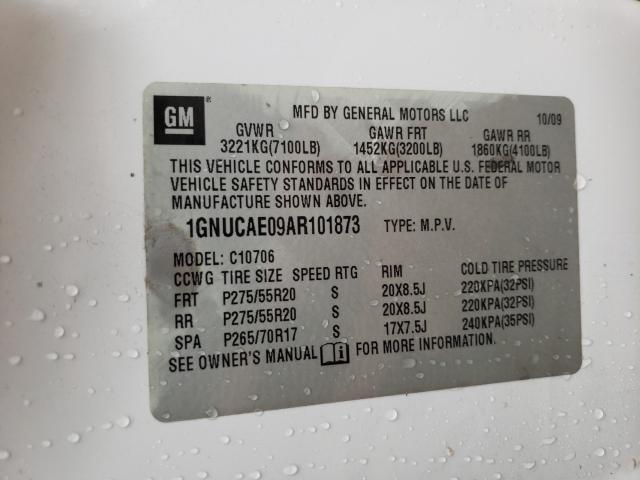 GM ® MFD BY GENERAL MOTORS LLC 10/09
GVWR GAWR FRT GAWR RR
3221KG(7100LB) 1452KG(3200LB) 1860KG(4100LB)
THIS VEHICLE CONFORMS TO ALL APPLICABLE U.S. FEDERAL MOTOR
VEHICLE SAFETY STANDARDS IN EFFECT ON THE DATE OF
MANUFACTURE SHOWN ABOVE.
1GNUCAE09AR101873 TYPE: M.P.V.
MODEL: C10706
CCWG TIRE SIZE SPEED RTG RIM COLD TIRE PRESSURE
FRT P275/55R20 S 20X8.5J 220KPA(32PSI)
RR P275/55R20 S 20X8.5J 220KPA(32PSI)
SPA P265/70R17 S 17X7.5J 240KPA(35PSI)
SEE OWNER'S MANUAL i FOR MORE INFORMATION.